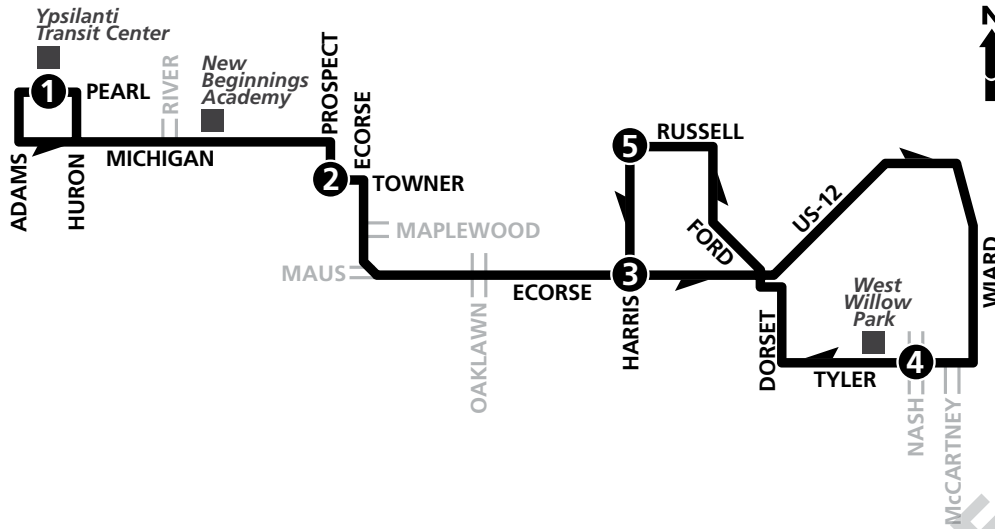 Ypsilanti
Transit Center
1
PEARL
RIVER
New
Beginnings
Academy
PROSPECT
ECORSE
ADAMS
HURON
MICHIGAN
2
TOWNER
MAPLEWOOD
MAUS
OAKLAWN
ECORSE
5
RUSSELL
3
HARRIS
FORD
US-12
WIARD
West
Willow
Park
DORSET
TYLER
4
NASH
McCARTNEY